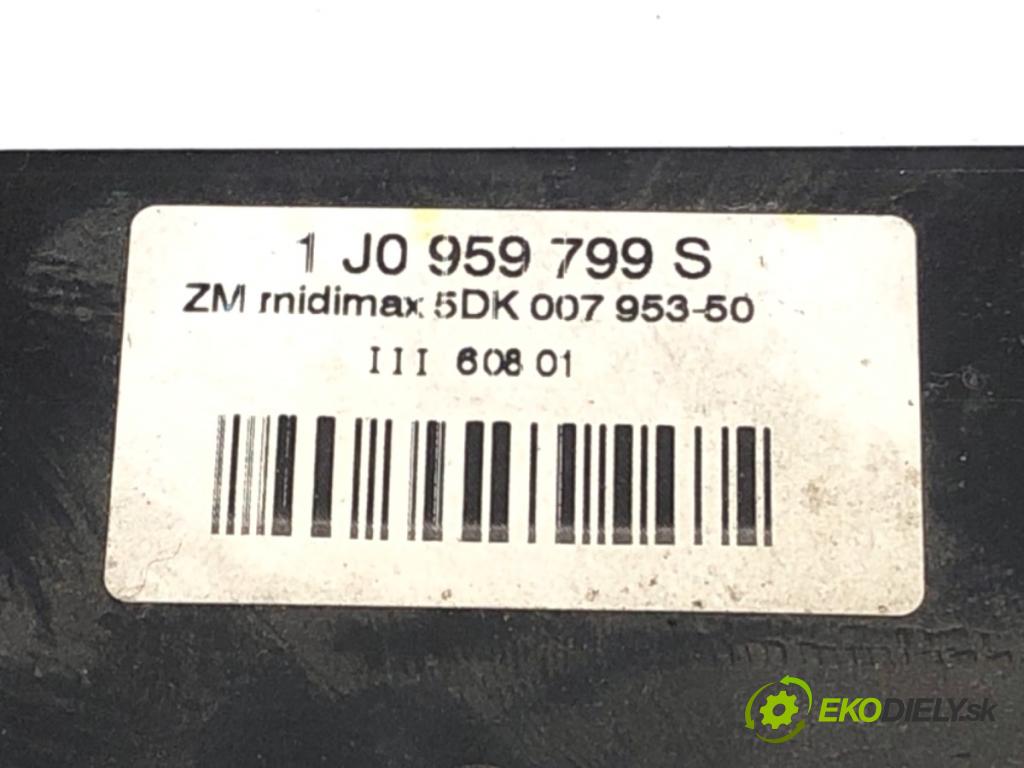 1 J0 959 799 S
ZM midimax 5DK 007 953-50
III 608 01
EKODIELY.sk